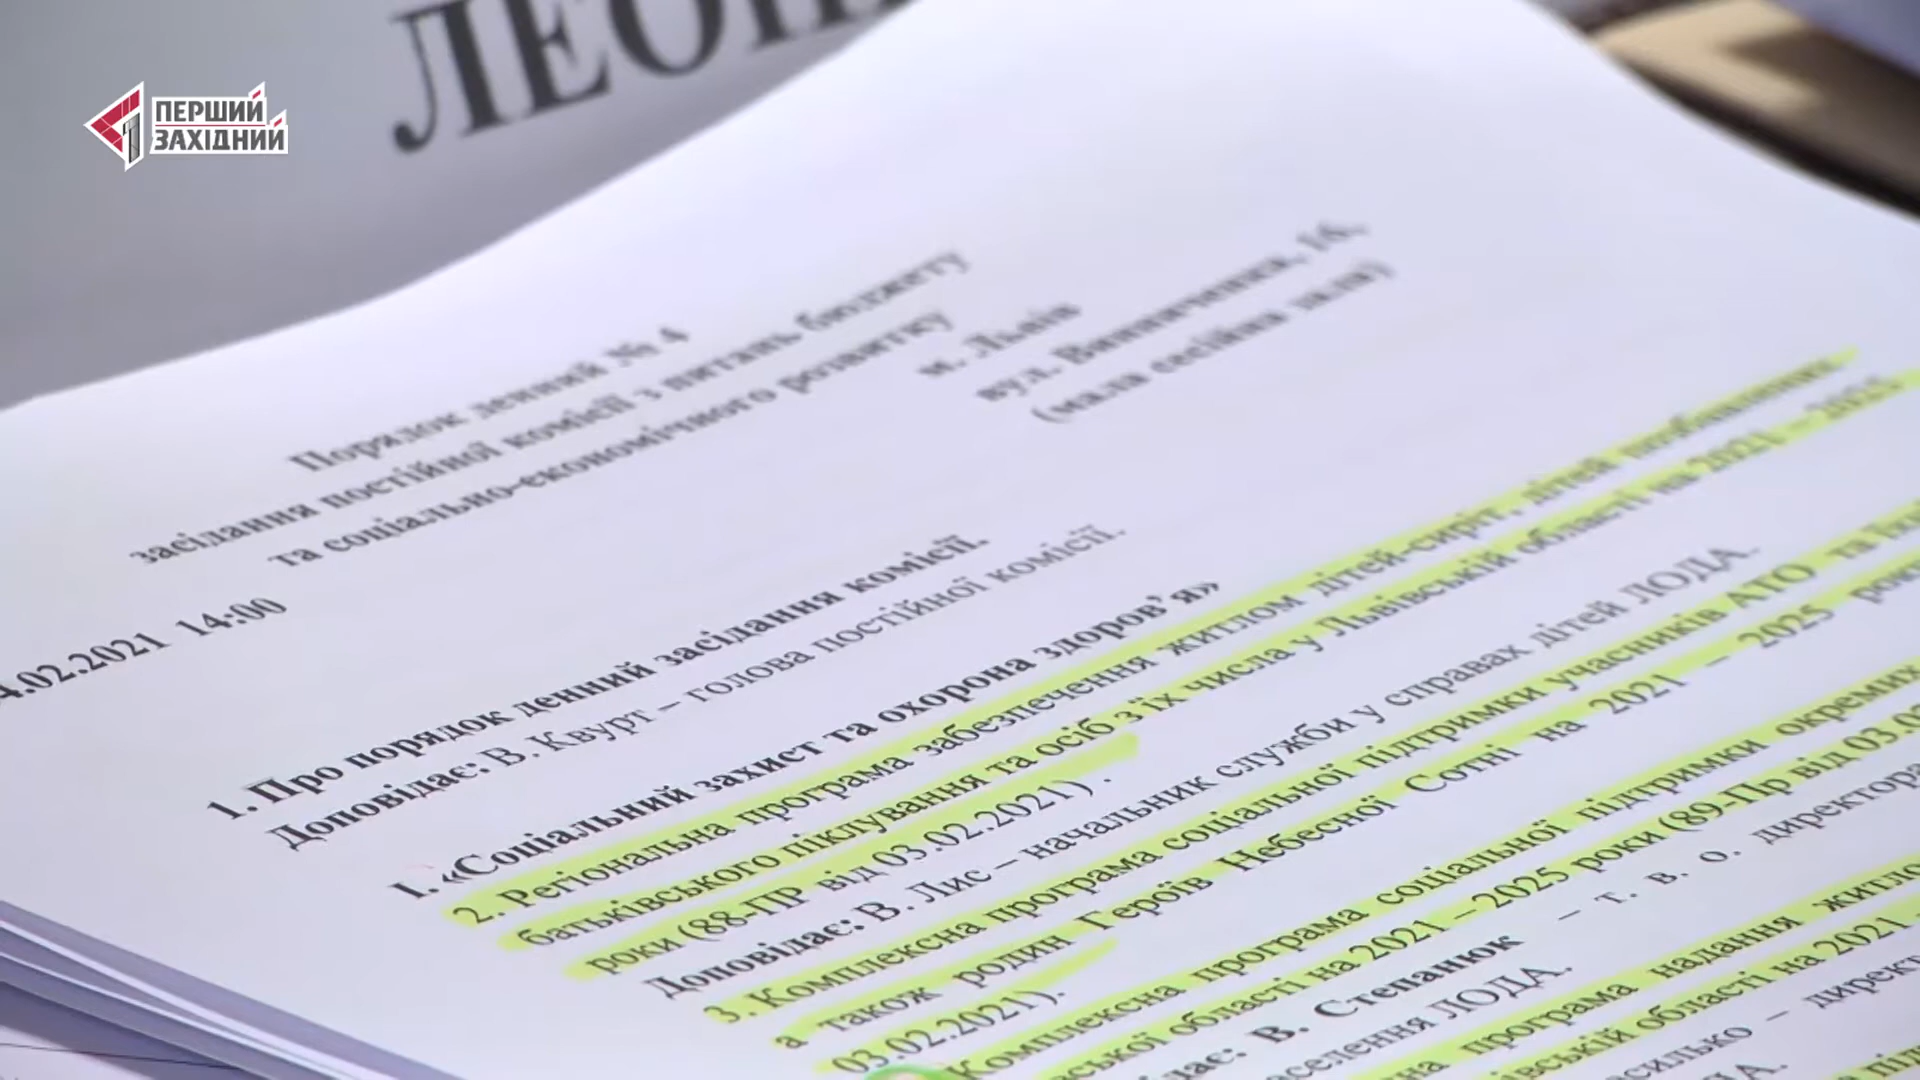 ПЕРШИЙ
ЗАХІДНИЙ
Порядок денний № 4
засідання постійної комісії з питань бюджету
та соціально-економічного розвитку
м. Львів
вул. Винниченка, 16,
(мала сесійна зала)
.02.2021 14:00
1. Про порядок денний засідання комісії.
Доповідає: В. Квурт – голова постійної комісії.
I. «Соціальний захист та охорона здоров’я»
2. Регіональна програма забезпечення житлом дітей-сиріт, дітей позбавлених
батьківського піклування та осіб з їх числа у Львівській області на 2021 – 2025
роки (88-ПР від 03.02.2021) .
Доповідає: В. Лис – начальник служби у справах дітей ЛОДА.
3. Комплексна програма соціальної підтримки учасників АТО та їхніх
а також родин Героїв Небесної Сотні на 2021 – 2025
03.02.2021).
Комплексна програма соціальної підтримки окремих
області на 2021 – 2025 роки (89-Пр від 03.0
В. Степанюк – т. в. о. директора
ЛОДА.
програма надання житло
області на 2021